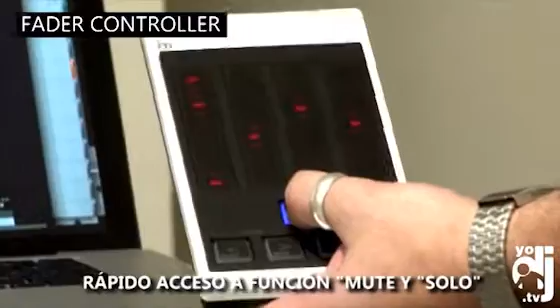 FADER CONTROLLER
RÁPIDO ACCESO A FUNCIÓN "MUTE Y "SOLO"
yo
DJ
.tv